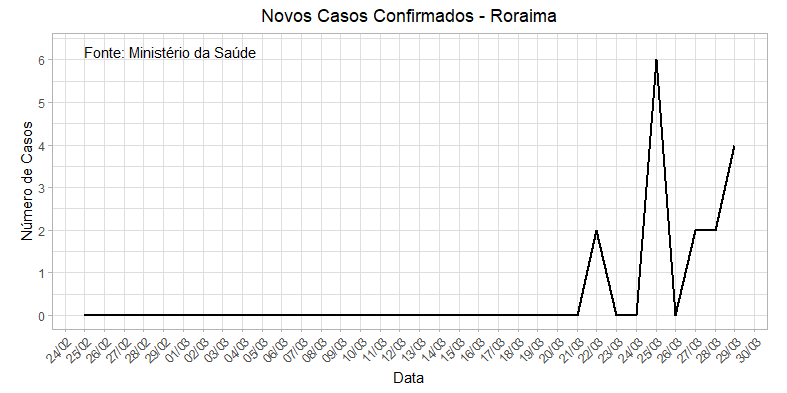 Novos Casos Confirmados - Roraima
Fonte: Ministério da Saúde
Número de Casos
6
5
4
3
2
1
0
24/02 25/02 26/02 27/02 28/02 29/02 01/03 02/03 03/03 04/03 05/03 06/03 07/03 08/03 09/03 10/03 11/03 12/03 13/03 14/03 15/03 16/03 17/03 18/03 19/03 20/03 21/03 22/03 23/03 24/03 25/03 26/03 27/03 28/03 29/03 30/03
Data